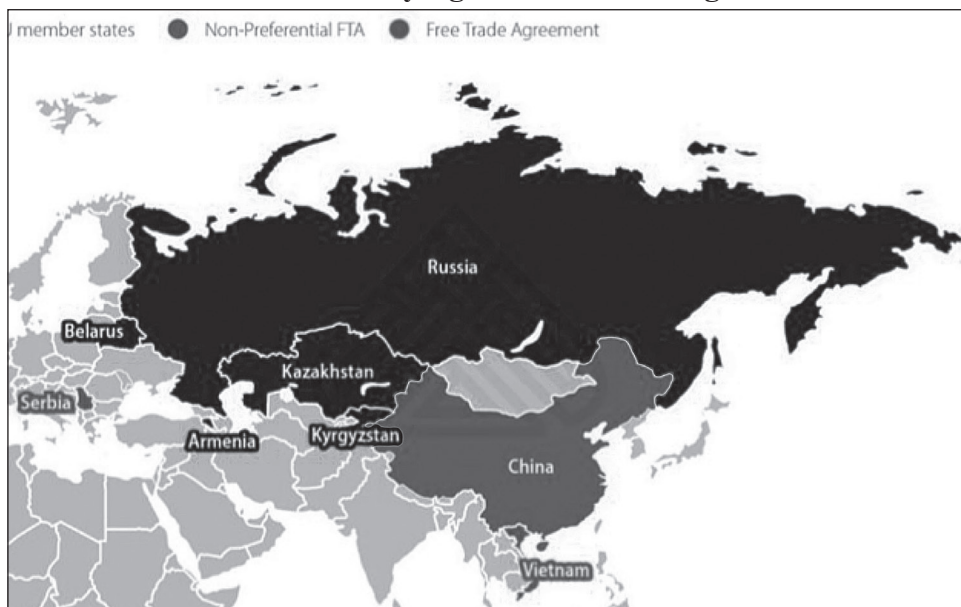 J member states Non-Preferential FTA Free Trade Agreement
Russia
Belarus
Kazakhstan
Serbia
Armenia
Kyrgyzstan
China
Vietnam